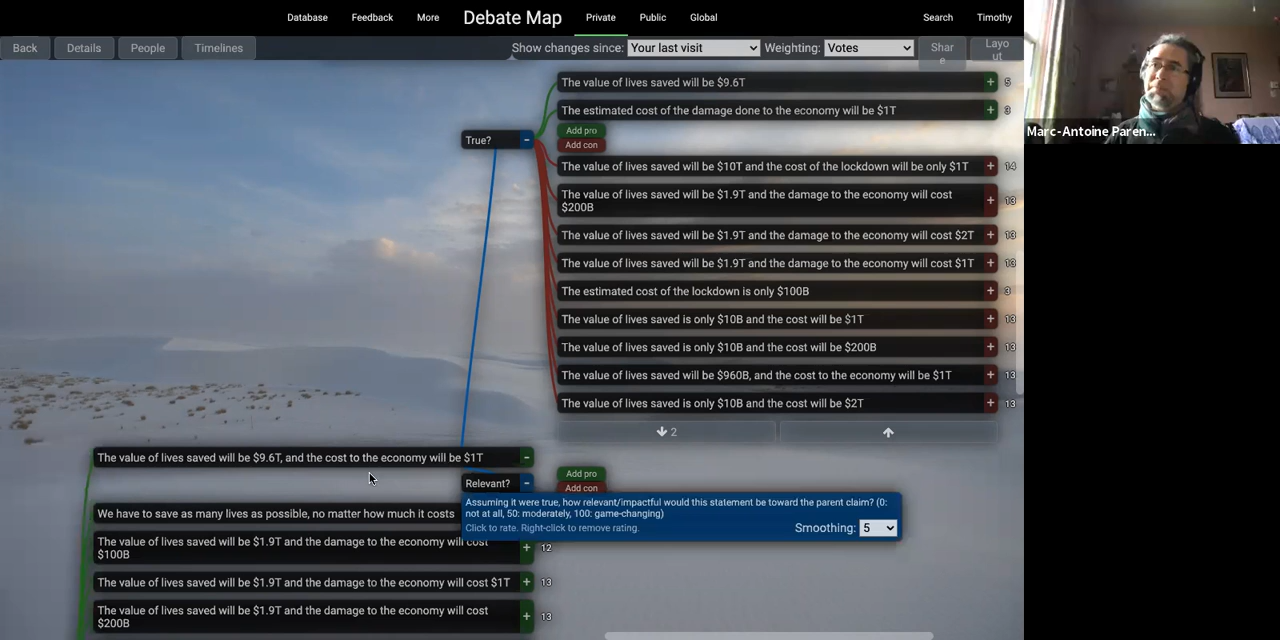 Database
Feedback
More
Debate Map
Private
Public
Global
Search
Timothy
Back
Details
People
Timelines
Show changes since:
Your last visit
Weighting:
Votes
Shar
e
Layo
ut
The value of lives saved will be $9.6T
+
5
The estimated cost of the damage done to the economy will be $1T
+
3
True?
-
Add pro
Add con
The value of lives saved will be $10T and the cost of the lockdown will be only $1T
+
14
The value of lives saved will be $1.9T and the damage to the economy will cost
$200B
+
13
The value of lives saved will be $1.9T and the damage to the economy will cost $2T
+
13
The value of lives saved will be $1.9T and the damage to the economy will cost $1T
+
13
The estimated cost of the lockdown is only $100B
+
3
The value of lives saved is only $10B and the cost will be $1T
+
13
The value of lives saved is only $10B and the cost will be $200B
+
13
The value of lives saved will be $960B, and the cost to the economy will be $1T
+
13
The value of lives saved is only $10B and the cost will be $2T
+
13
2
The value of lives saved will be $9.6T, and the cost to the economy will be $1T
-
Relevant?
-
Add pro
Add con
Assuming it were true, how relevant/impactful would this statement be toward the parent claim? (0:
not at all, 50: moderately, 100: game-changing)
Click to rate. Right-click to remove rating.
Smoothing:
5
We have to save as many lives as possible, no matter how much it costs
The value of lives saved will be $1.9T and the damage to the economy will cost
$100B
+
12
The value of lives saved will be $1.9T and the damage to the economy will cost $1T
+
13
The value of lives saved will be $1.9T and the damage to the economy will cost
$200B
+
13
Marc-Antoine Paren...